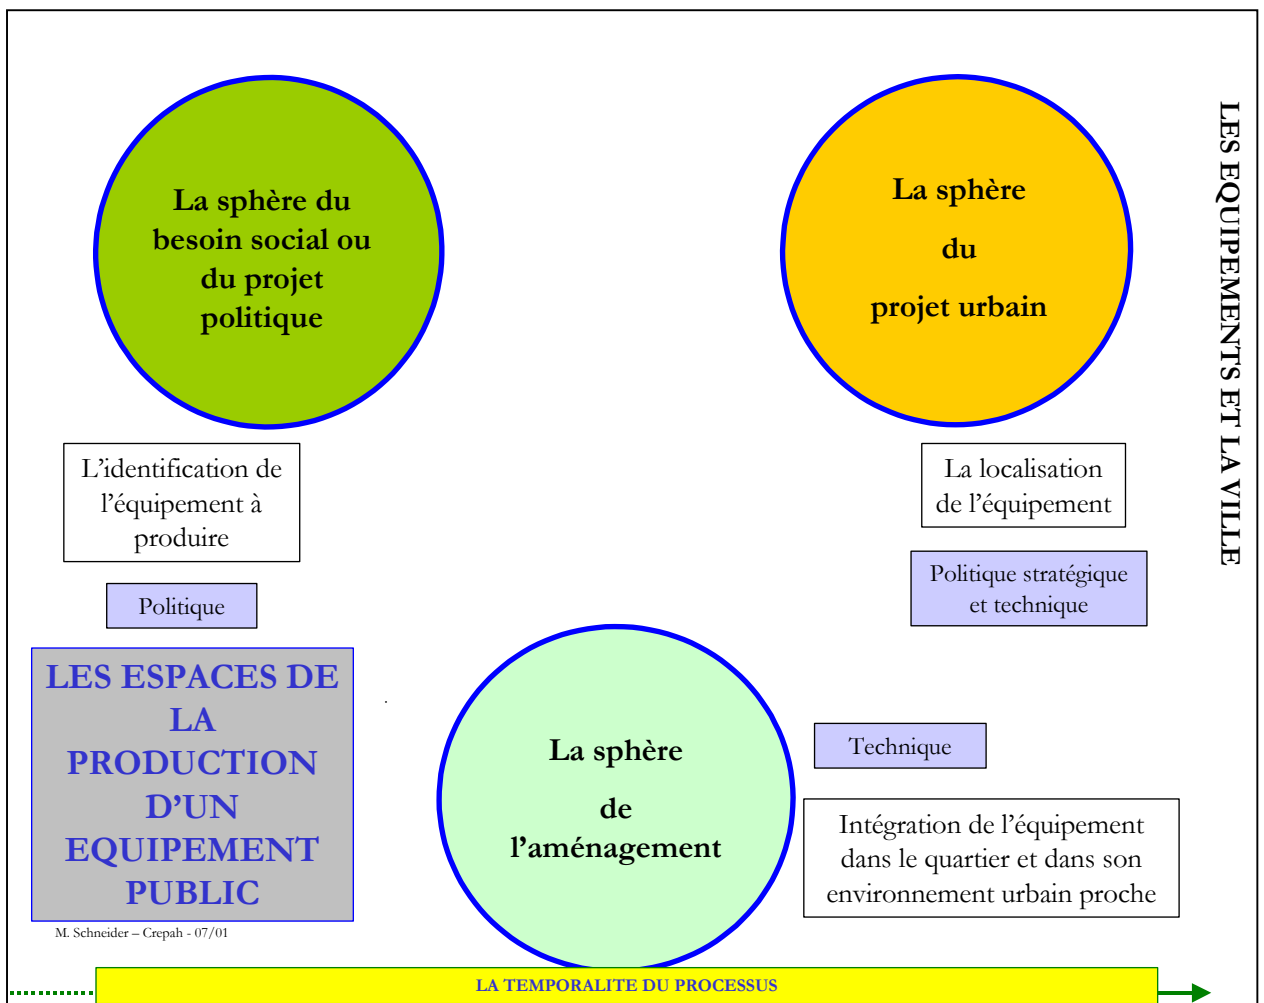 La sphère du
besoin social ou
du projet
politique
La sphère
du
projet urbain
LES EQUIPEMENTS ET LA VILLE
L’identification de
l’équipement à
produire
La localisation
de l’équipement
Politique
Politique stratégique
et technique
LES ESPACES DE
LA
PRODUCTION
D’UN
EQUIPEMENT
PUBLIC
La sphère
de
l’aménagement
Technique
Intégration de l’équipement
dans le quartier et dans son
environnement urbain proche
M. Schneider – Crepah - 07/01
LA TEMPORALITE DU PROCESSUS